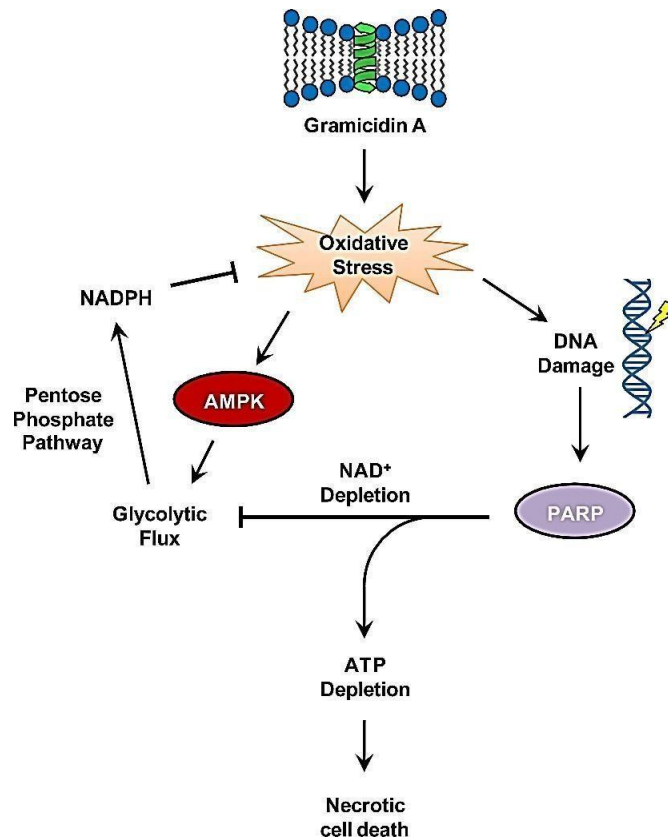 Gramicidin A
Oxidative
Stress
NADPH
DNA
Damage
Pentose
Phosphate
Pathway
AMPK
NAD⁺
Depletion
Glycolytic
Flux
PARP
ATP
Depletion
Necrotic
cell death